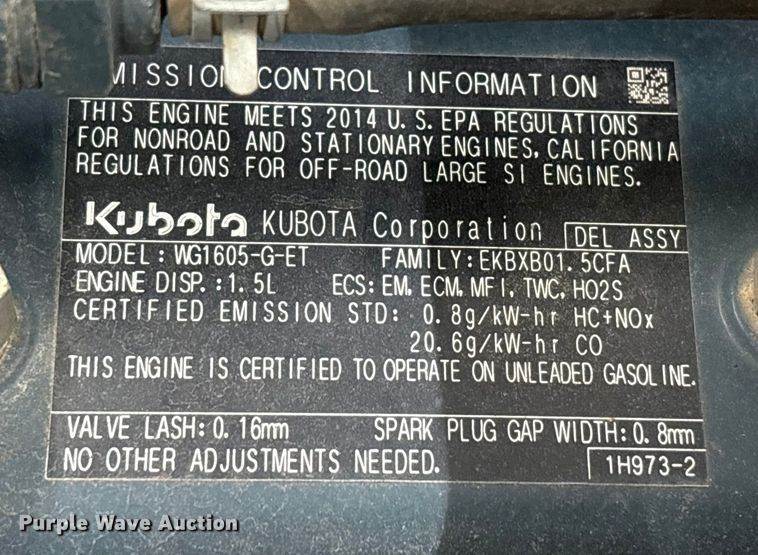 MISSION CONTROL INFORMATION
THIS ENGINE MEETS 2014 U.S. EPA REGULATIONS
FOR NONROAD AND STATIONARY ENGINES, CALIFORNIA
REGULATIONS FOR OFF-ROAD LARGE SI ENGINES.
Kubota KUBOTA Corporation DEL ASSY
MODEL: WG1605-G-ET FAMILY: EKBXB01.5CFA
ENGINE DISP.: 1.5L ECS: EM, ECM, MFI, TWC, HO2S
CERTIFIED EMISSION STD: 0.8g/kW-hr HC+NOx
20.6g/kW-hr CO
THIS ENGINE IS CERTIFIED TO OPERATE ON UNLEADED GASOLINE.
VALVE LASH: 0.16mm SPARK PLUG GAP WIDTH: 0.8mm
NO OTHER ADJUSTMENTS NEEDED. 1H973-2
Purple Wave Auction